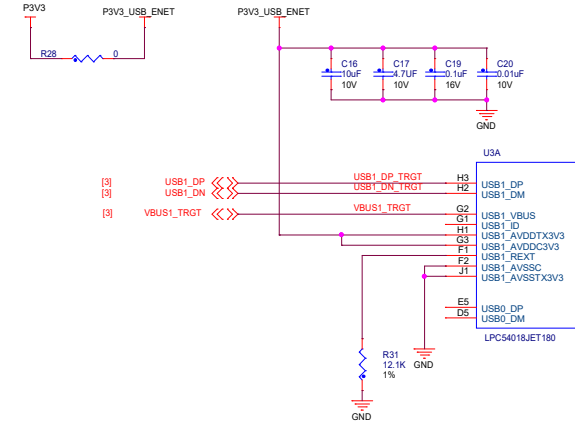 P3V3
P3V3_USB_ENET
P3V3_USB_ENET
R28
0
C16
10uF
10V
C17
4.7UF
10V
C19
0.1uF
16V
C20
0.01uF
10V
GND
U3A
[3]
USB1_DP
USB1_DP_TRGT
H3
USB1_DP
[3]
USB1_DN
USB1_DN_TRGT
H2
USB1_DM
[3]
VBUS1_TRGT
VBUS1_TRGT
G2
USB1_VBUS
G1
USB1_ID
H1
USB1_AVDDTX3V3
G3
USB1_AVDDC3V3
F1
USB1_REXT
F2
USB1_AVSSC
J1
USB1_AVSSTX3V3
E5
USB0_DP
D5
USB0_DM
LPC54018JET180
R31
12.1K
1%
GND
GND